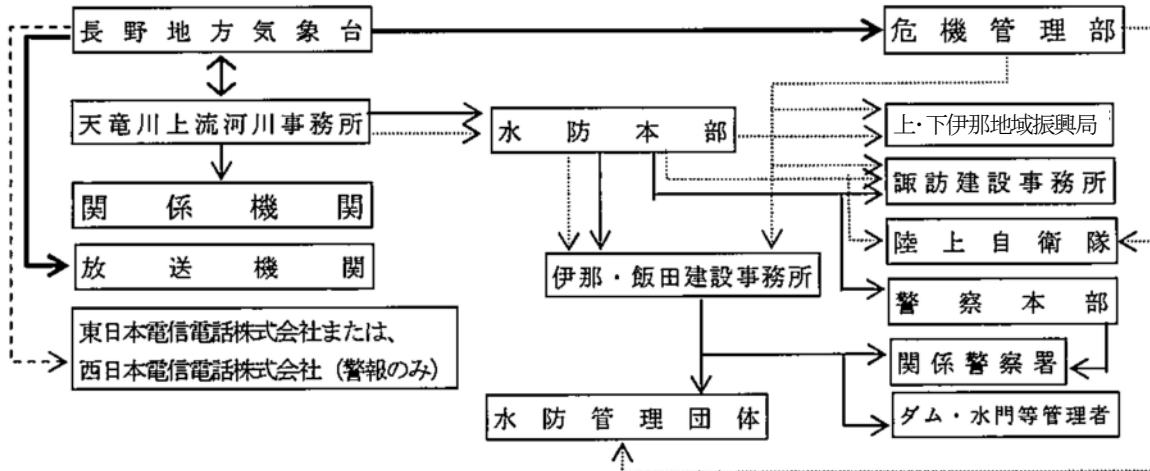 長野地方気象台
危機管理部
天竜川上流河川事務所
水防本部
上・下伊那地域振興局
関係機関
諏訪建設事務所
放送機関
陸上自衛隊
伊那・飯田建設事務所
警察本部
東日本電信電話株式会社または、
西日本電信電話株式会社（警報のみ）
関係警察署
水防管理団体
ダム・水門等管理者